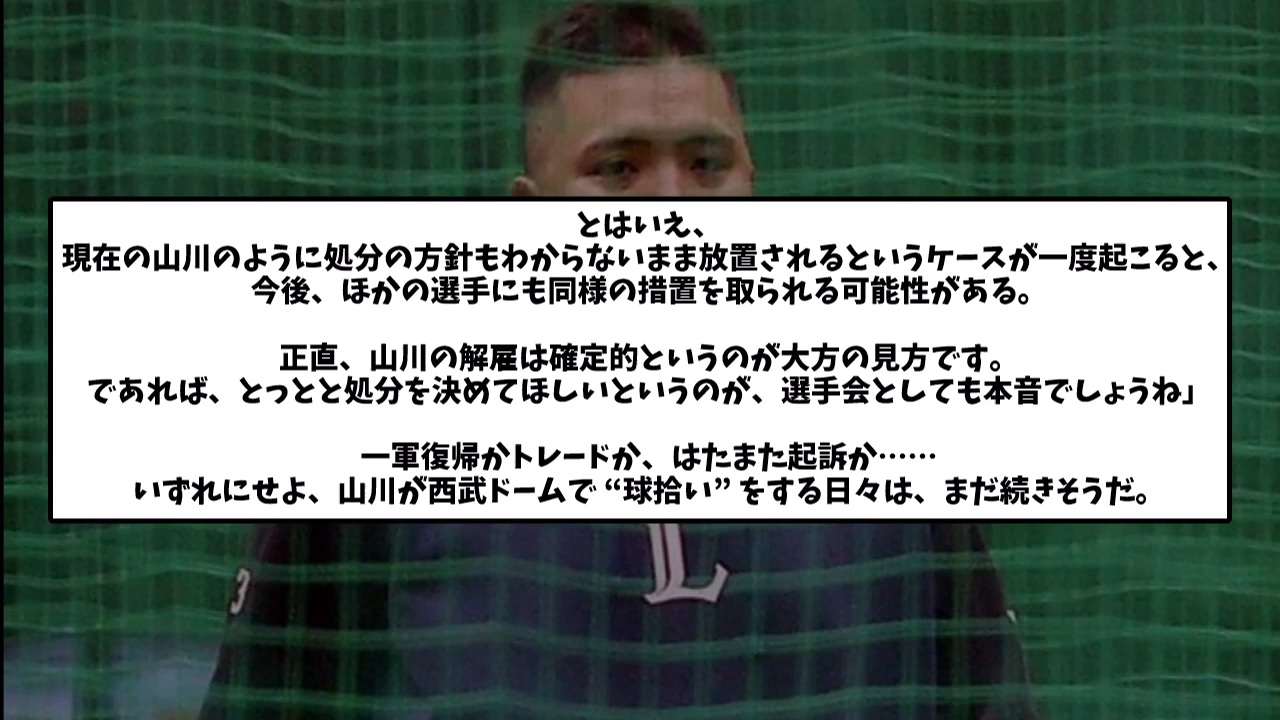 とはいえ、
現在の山川のように処分の方針もわからないまま放置されるというケースが一度起こると、
今後、ほかの選手にも同様の措置を取られる可能性がある。
正直、山川の解雇は確定的というのが大方の見方です。
であれば、とっとと処分を決めてほしいというのが、選手会としても本音でしょうね」
一軍復帰かトレードか、はたまた起訴か……
いずれにせよ、山川が西武ドームで“球拾い”をする日々は、まだ続きそうだ。
3
L